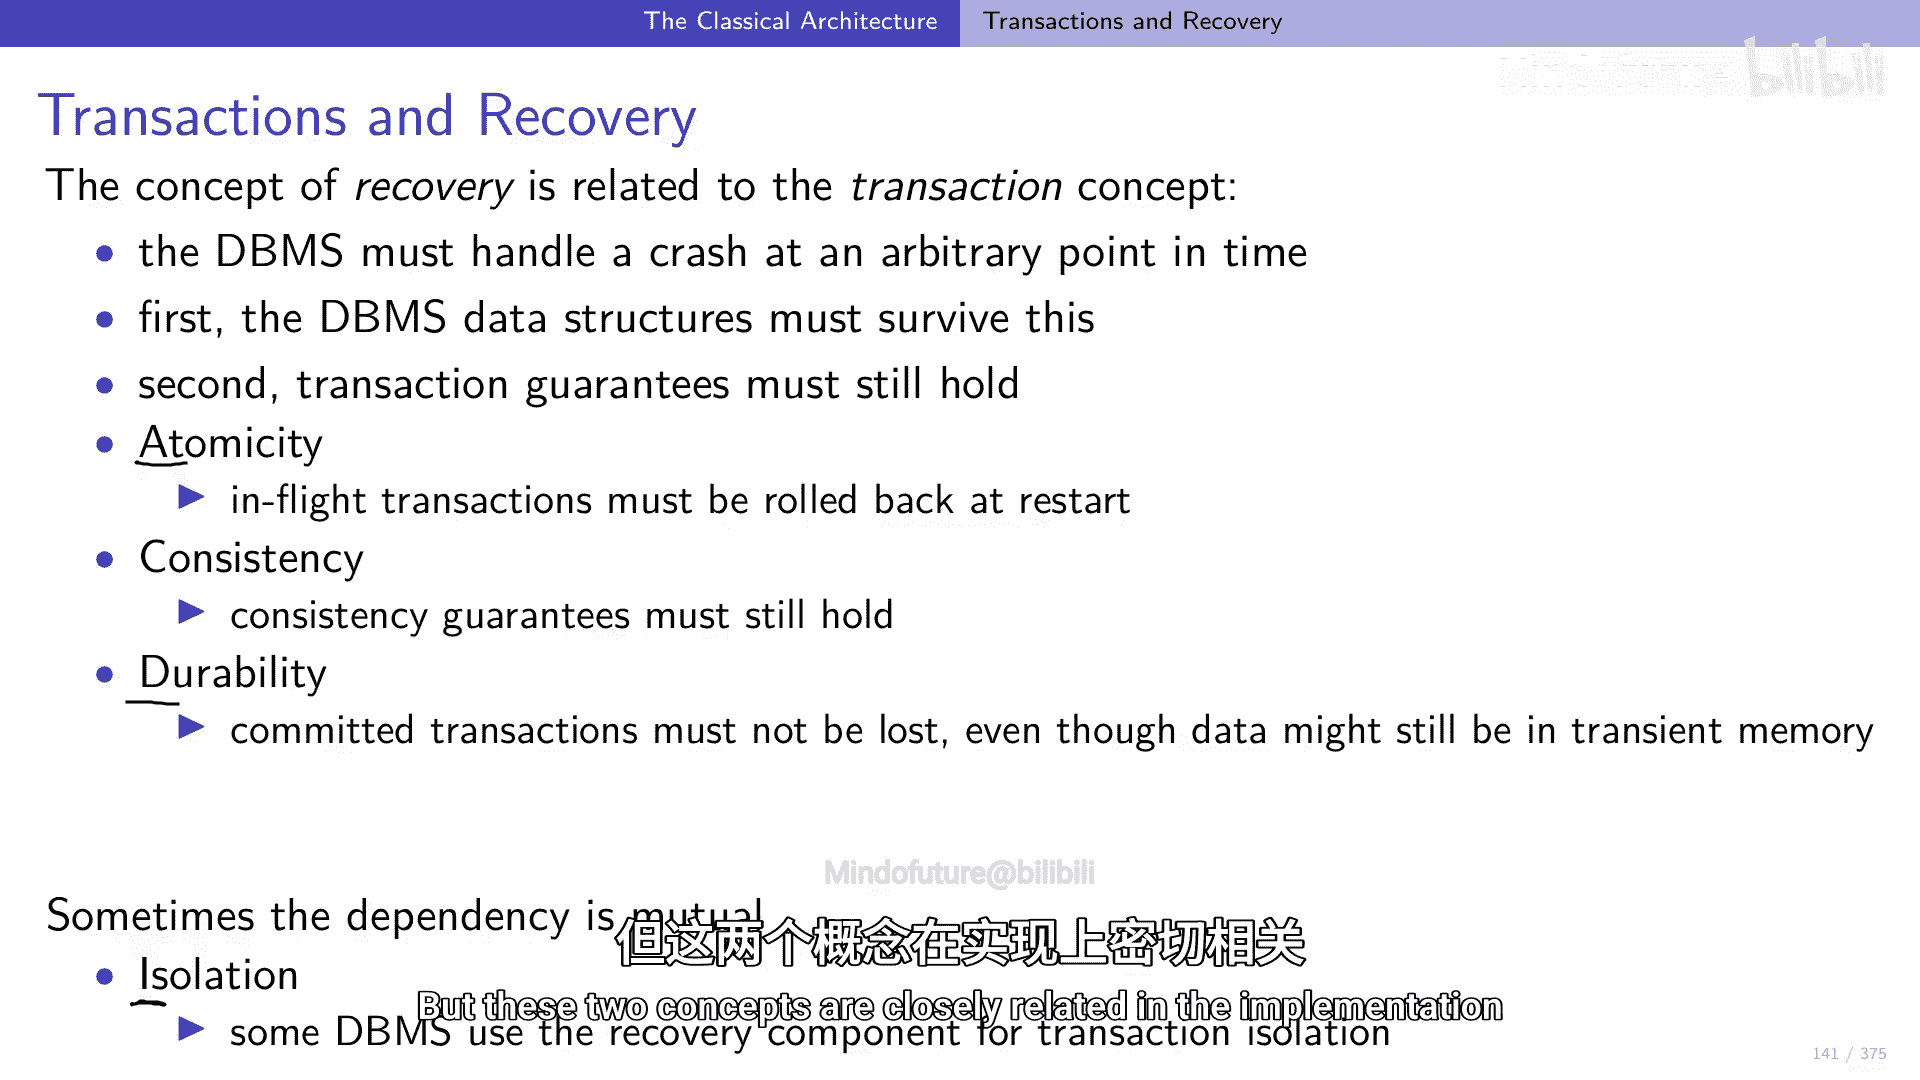 The Classical Architecture
Transactions and Recovery
bilibili
Transactions and Recovery
The concept of recovery is related to the transaction concept:
• the DBMS must handle a crash at an arbitrary point in time
• first, the DBMS data structures must survive this
• second, transaction guarantees must still hold
• Atomicity
▶ in-flight transactions must be rolled back at restart
• Consistency
▶ consistency guarantees must still hold
• Durability
▶ committed transactions must not be lost, even though data might still be in transient memory
Mindofuture@bilibili
Sometimes the dependency is mutual
但这两个概念在实现上密切相关
• Isolation
But these two concepts are closely related in the implementation
▶ some DBMS use the recovery component for transaction isolation
141 / 375